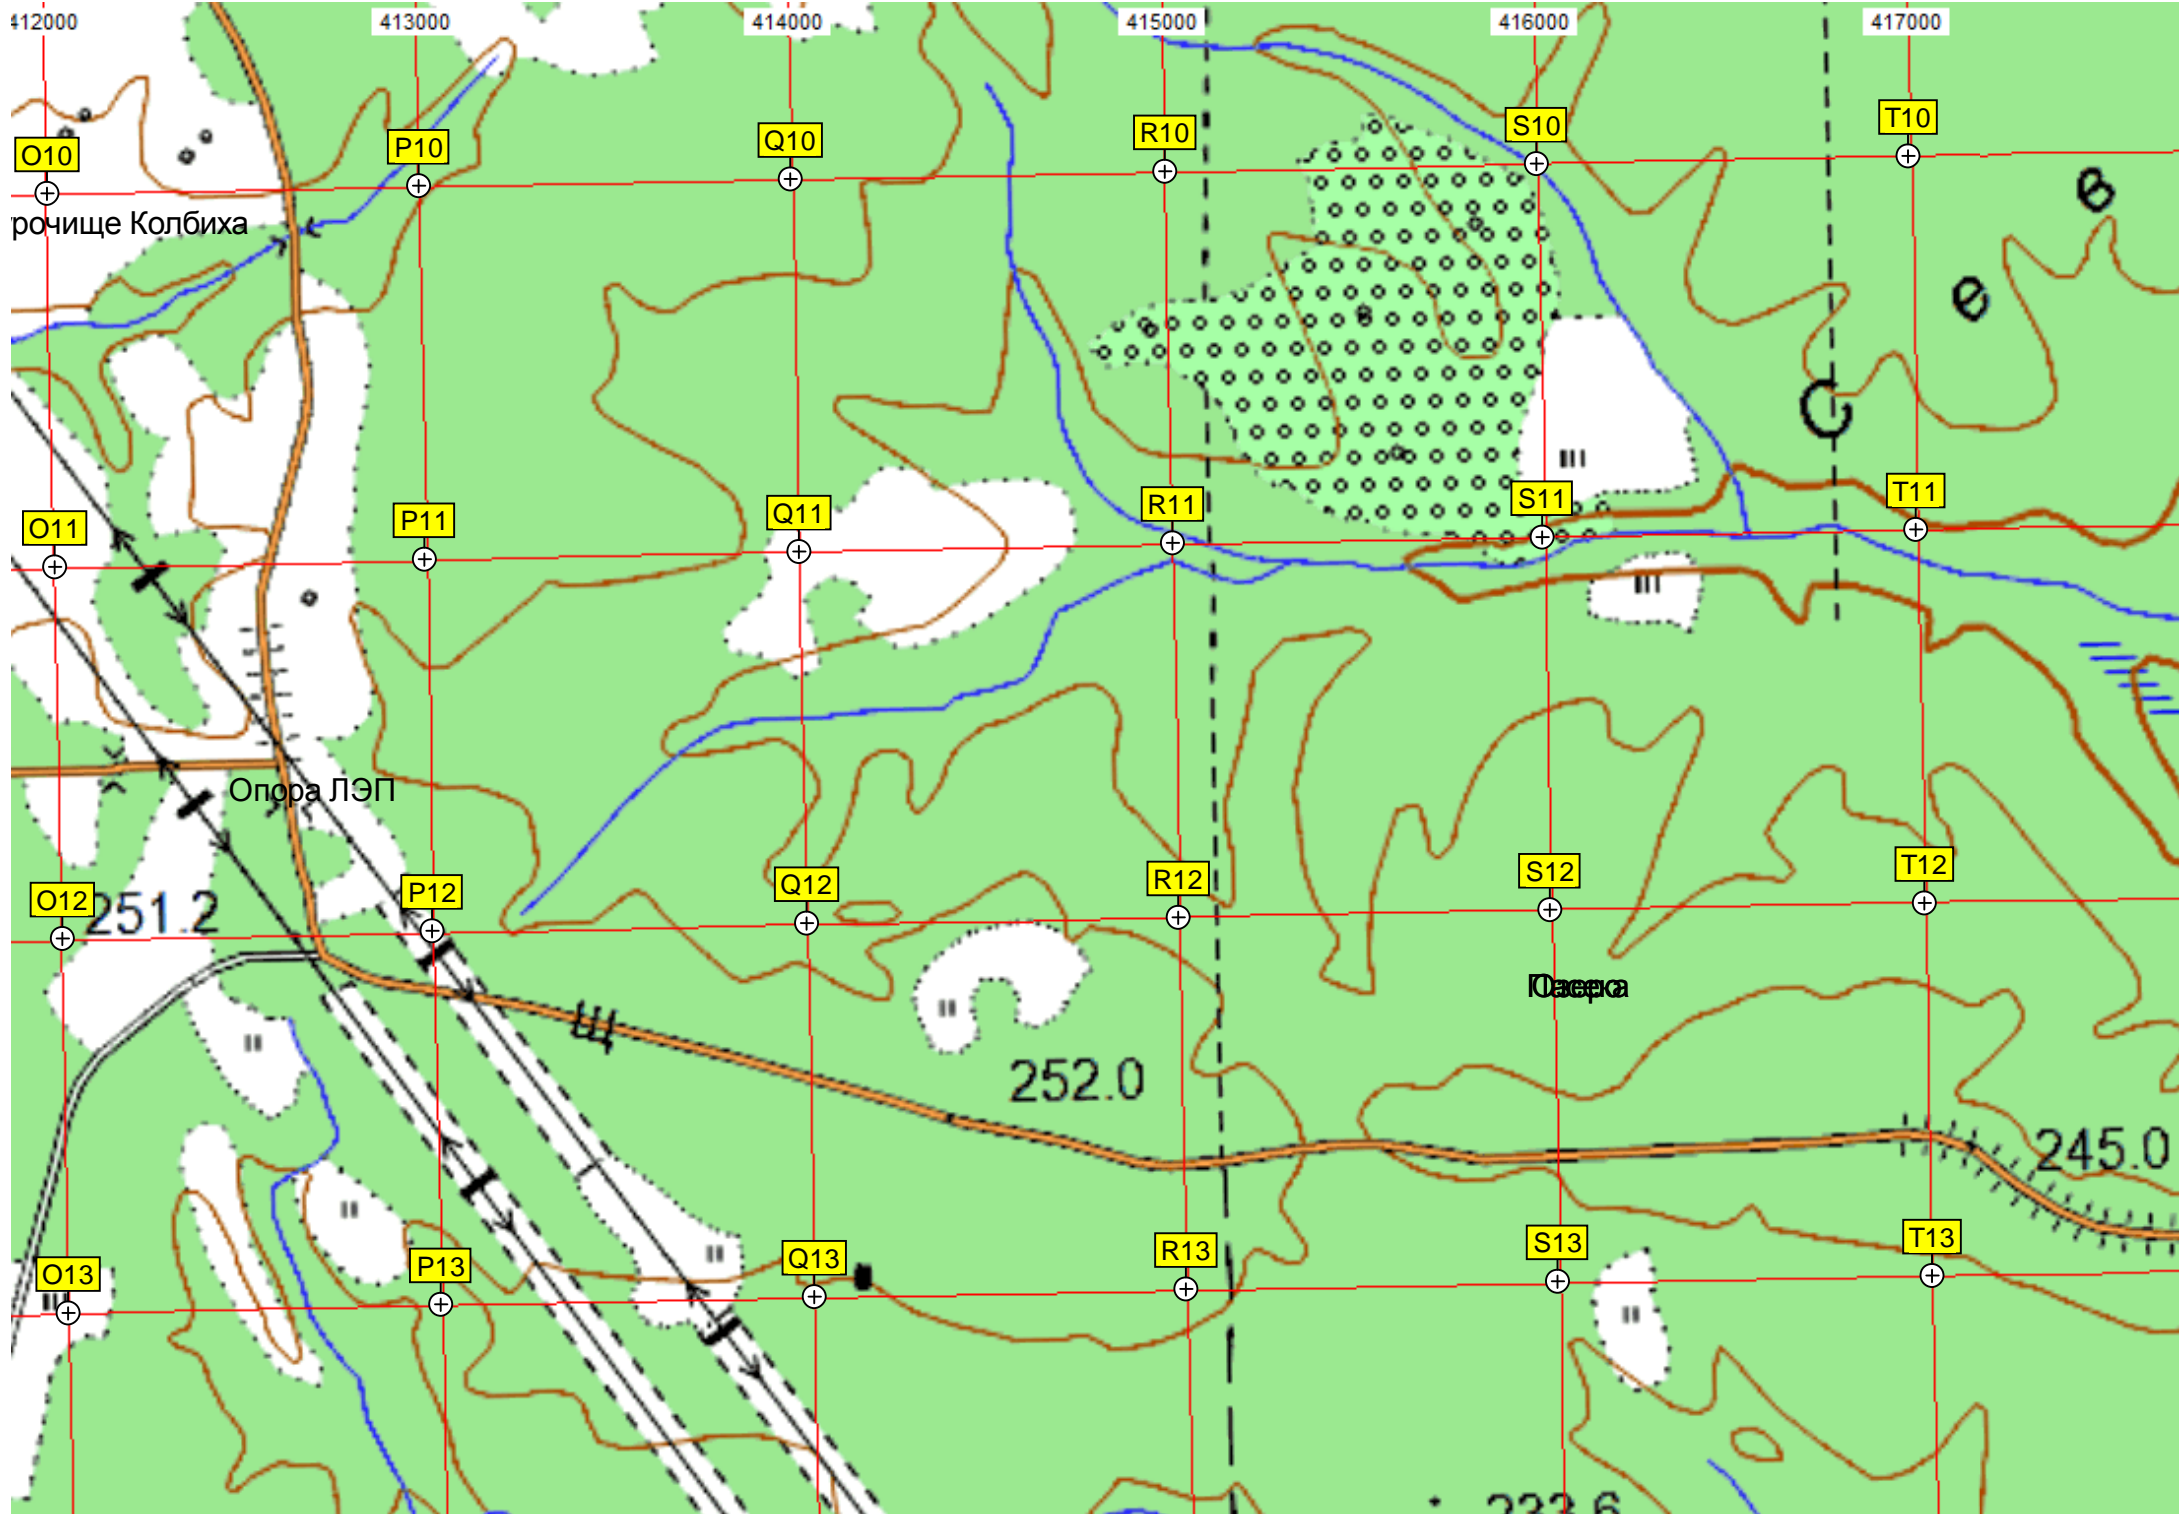 412000 413000 414000 415000 416000 417000
O10 P10 Q10 R10 S10 T10
в
рочище Колбиха
е
С
O11 P11 Q11 R11 S11 T11
Опора ЛЭП
O12 P12 Q12 R12 S12 T12
251.2
Щ
252.0
245.0
O13 P13 Q13 R13 S13 T13
233.6